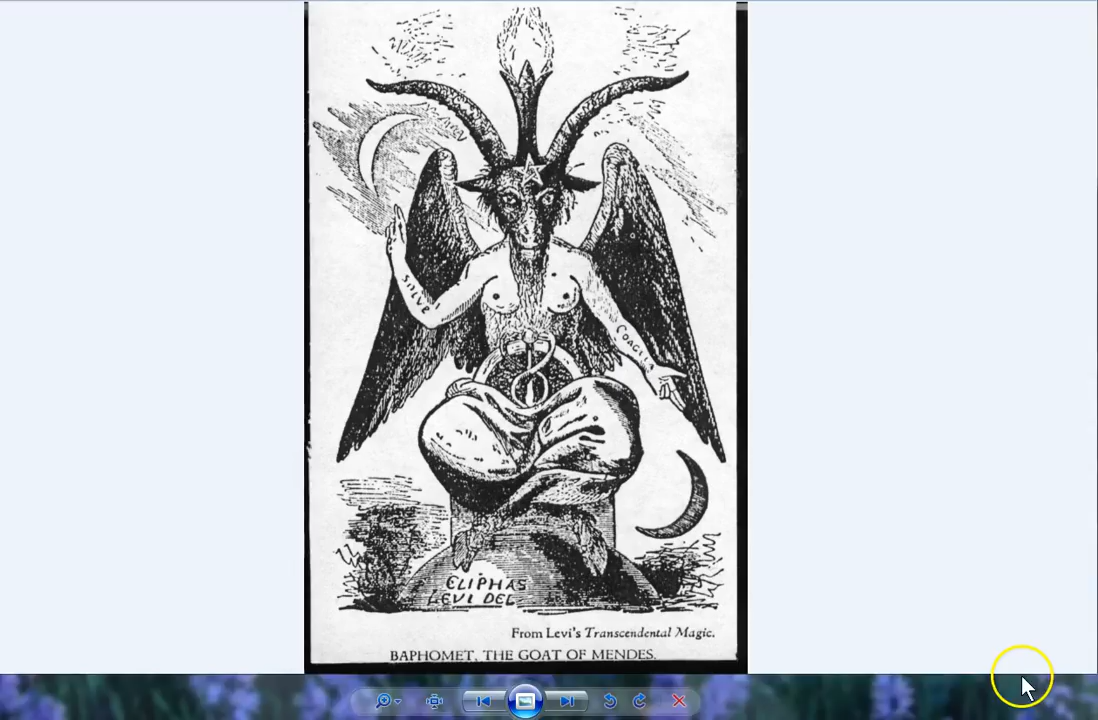 SOLVE
COAGULA
ELIPHAS
LEVI DEL
From Levi's Transcendental Magic.
BAPHOMET, THE GOAT OF MENDES.